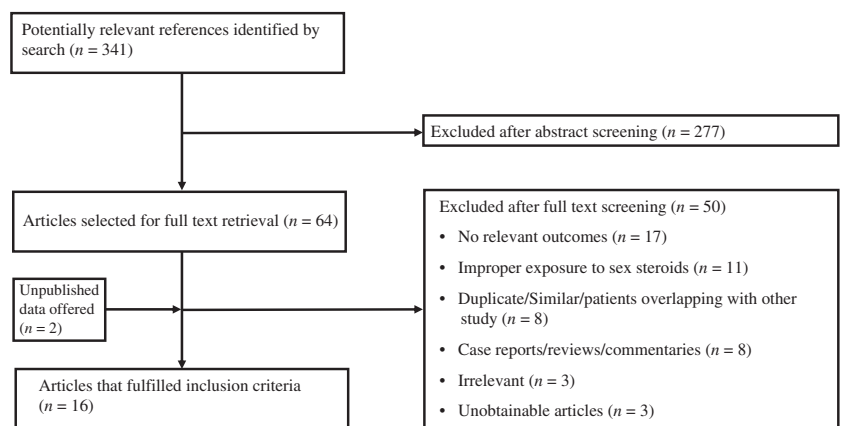 Potentially relevant references identified by
search (n = 341)
Excluded after abstract screening (n = 277)
Articles selected for full text retrieval (n = 64)
Unpublished
data offered
(n = 2)
Excluded after full text screening (n = 50)
• No relevant outcomes (n = 17)
• Improper exposure to sex steroids (n = 11)
• Duplicate/Similar/patients overlapping with other
study (n = 8)
• Case reports/reviews/commentaries (n = 8)
• Irrelevant (n = 3)
• Unobtainable articles (n = 3)
Articles that fulfilled inclusion criteria
(n = 16)